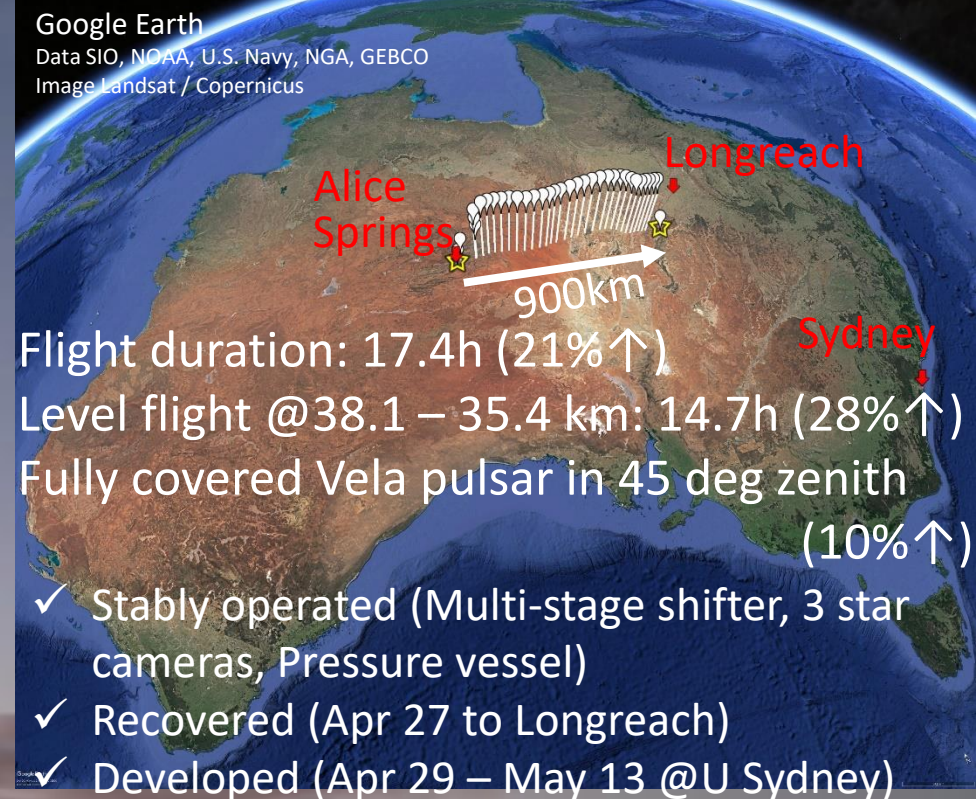 Google Earth
Data SIO, NOAA, U.S. Navy, NGA, GEBCO
Image Landsat / Copernicus
Longreach
Alice
Springs
900km
Sydney
Flight duration: 17.4h (21%↑)
Level flight @38.1 – 35.4 km: 14.7h (28%↑)
Fully covered Vela pulsar in 45 deg zenith
(10%↑)
✓ Stably operated (Multi-stage shifter, 3 star
cameras, Pressure vessel)
✓ Recovered (Apr 27 to Longreach)
✓ Developed (Apr 29 – May 13 @U Sydney)